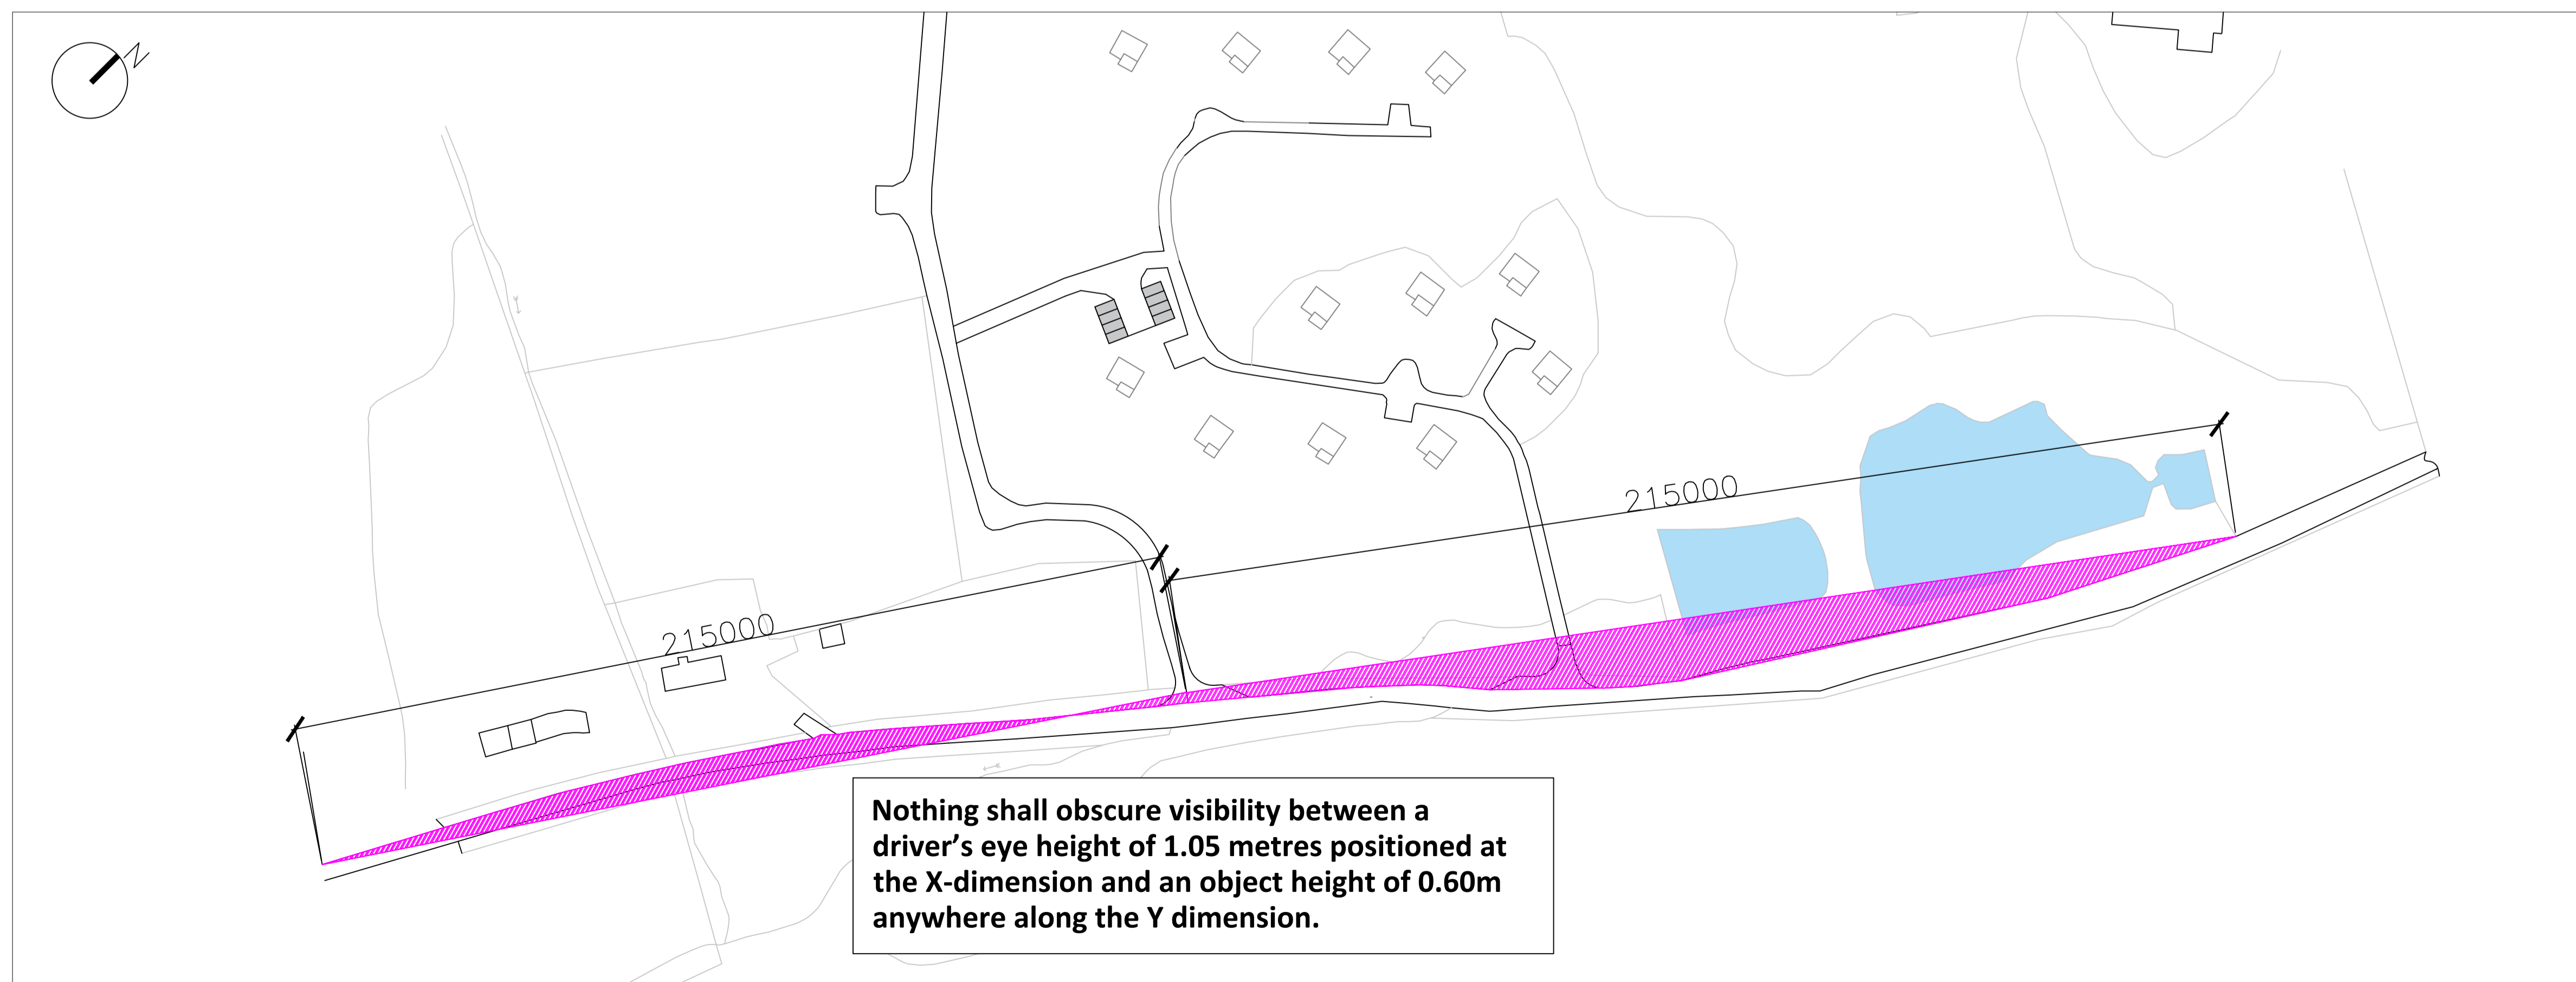 N
215000
215000
Nothing shall obscure visibility between a
driver’s eye height of 1.05 metres positioned at
the X-dimension and an object height of 0.60m
anywhere along the Y dimension.